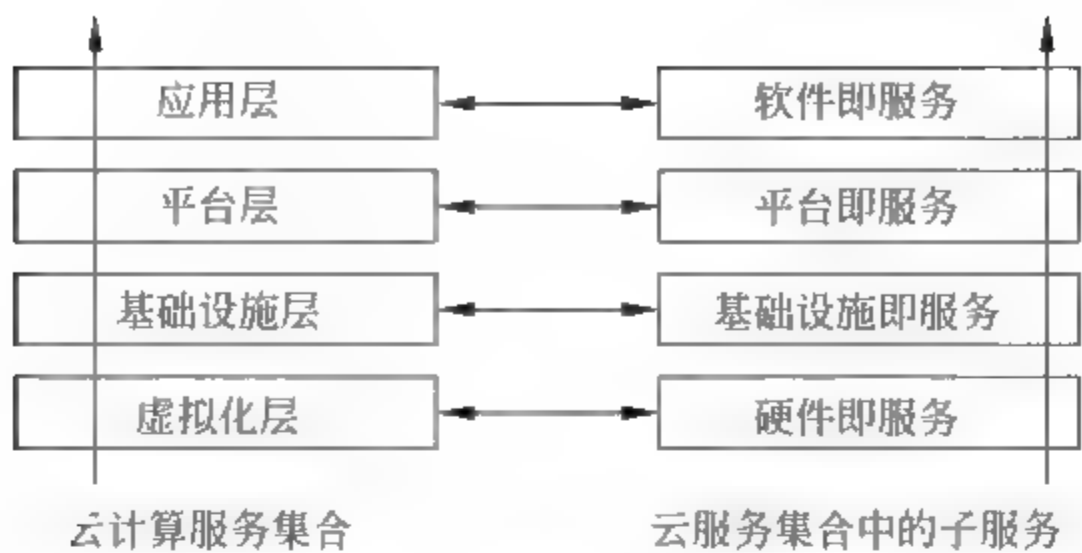 应用层
软件即服务
平台层
平台即服务
基础设施层
基础设施即服务
虚拟化层
硬件即服务
云计算服务集合
云服务集合中的子服务